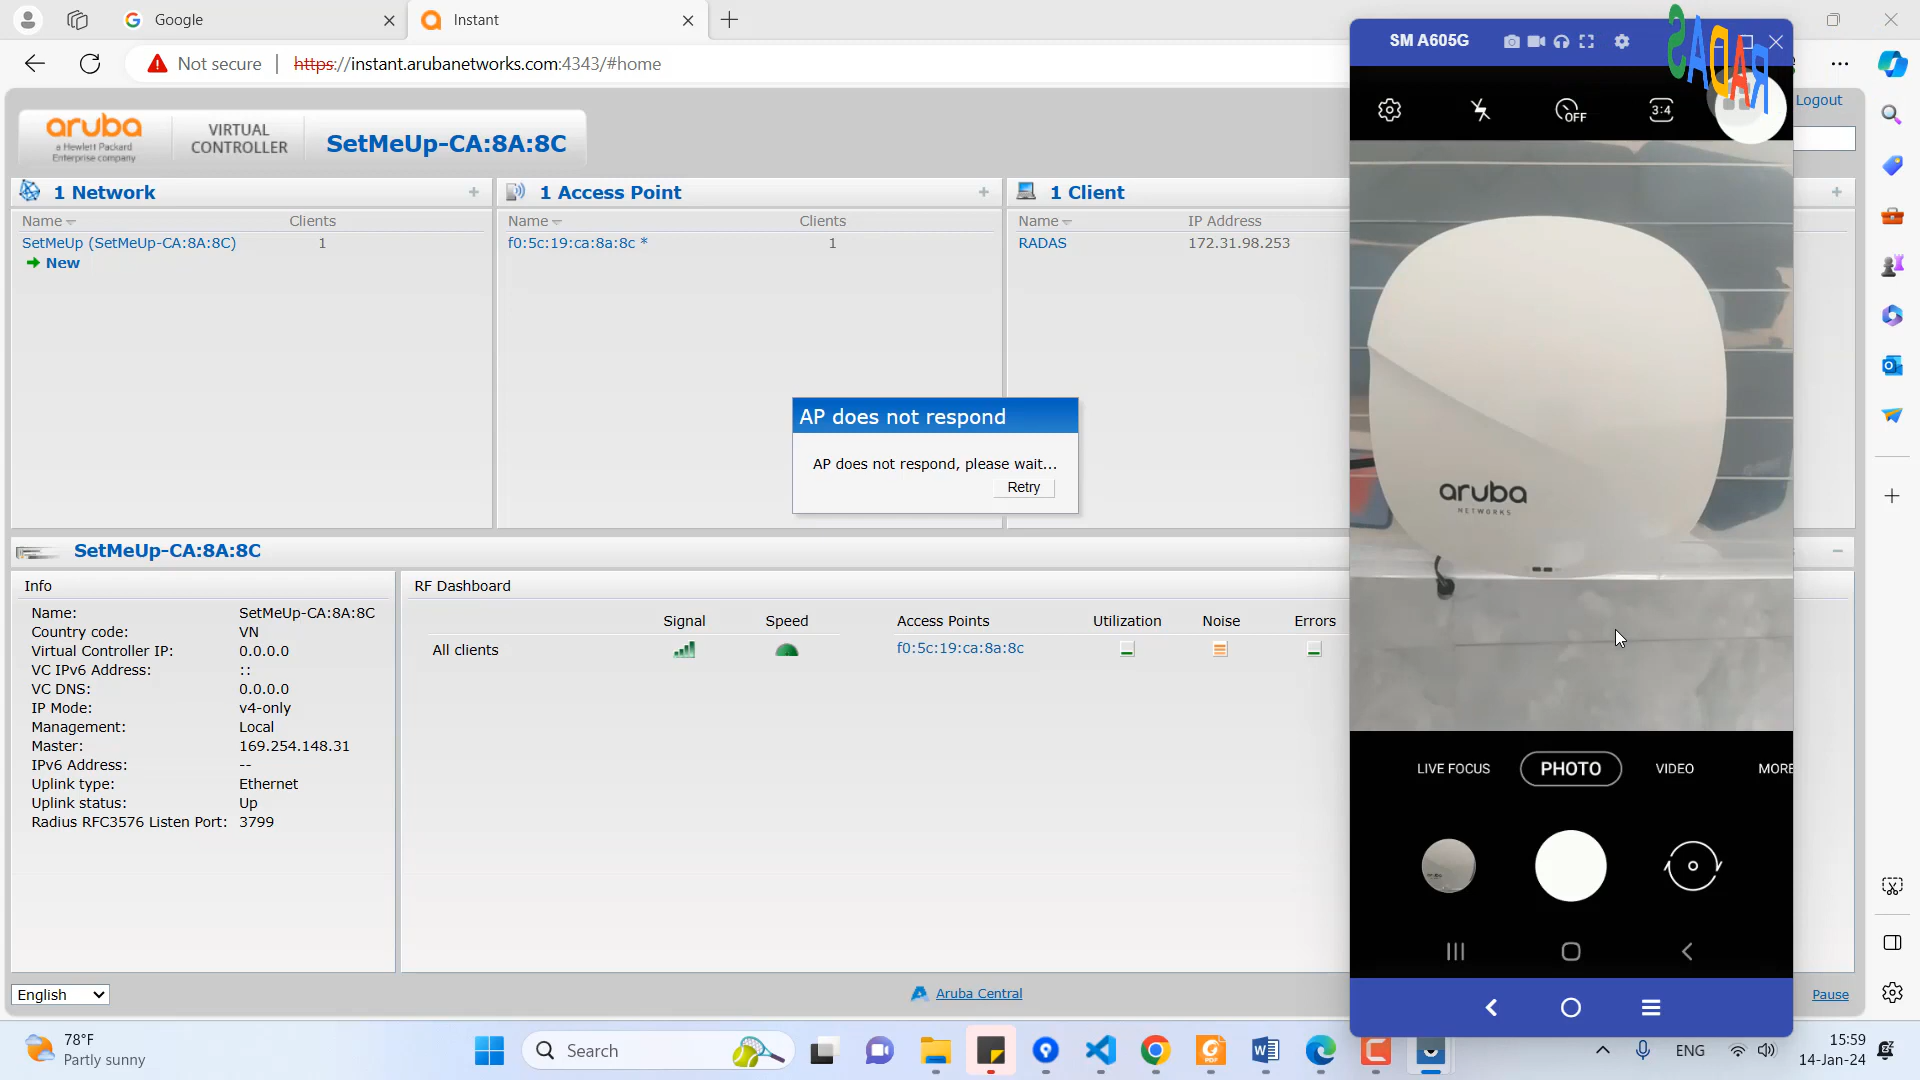 Google
Instant
Not secure
https://instant.arubanetworks.com:4343/#home
aruba
a Hewlett Packard
Enterprise company
VIRTUAL
CONTROLLER
SetMeUp-CA:8A:8C
Logout
1 Network
Name
Clients
SetMeUp (SetMeUp-CA:8A:8C)
1
New
1 Access Point
Name
Clients
f0:5c:19:ca:8a:8c *
1
1 Client
Name
IP Address
RADAS
172.31.98.253
AP does not respond
AP does not respond, please wait...
Retry
SetMeUp-CA:8A:8C
Info
Name: SetMeUp-CA:8A:8C
Country code: VN
Virtual Controller IP: 0.0.0.0
VC IPv6 Address: ::
VC DNS: 0.0.0.0
IP Mode: v4-only
Management: Local
Master: 169.254.148.31
IPv6 Address: --
Uplink type: Ethernet
Uplink status: Up
Radius RFC3576 Listen Port: 3799
RF Dashboard
Signal
Speed
All clients
Access Points
Utilization
Noise
Errors
f0:5c:19:ca:8a:8c
English
Aruba Central
Pause
SM A605G
RADAS
OFF
3:4
aruba
NETWORKS
LIVE FOCUS
PHOTO
VIDEO
MORE
78°F
Partly sunny
Search
PDF
ENG
15:59
14-Jan-24